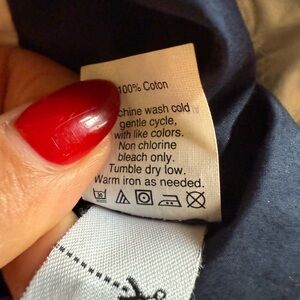 100% Coton
chine wash cold
gentle cycle,
with like colors.
Non chlorine
bleach only.
Tumble dry low.
Warm iron as needed.